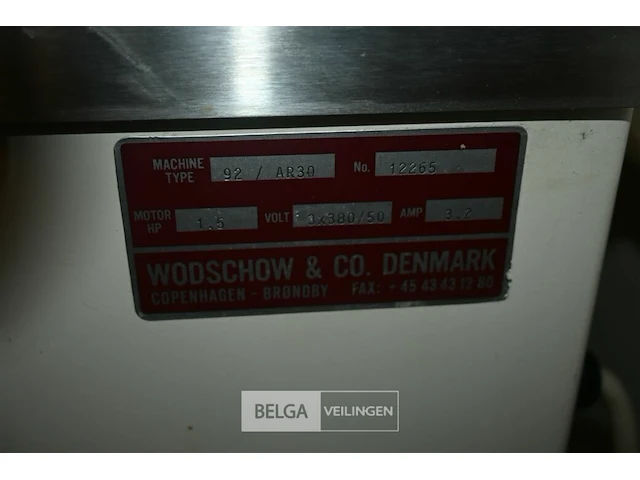 MACHINE TYPE 92 / AR30 No. 12265
MOTOR HP 1.5 VOLT 3x380/50 AMP 3.2
WODSCHOW & CO. DENMARK
COPENHAGEN - BRØNDBY FAX: +45 43 43 12 80
BELGA VEILINGEN